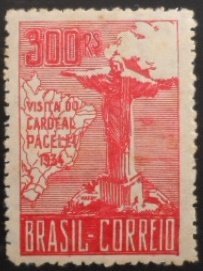 300 RS
VISITA DO
CARDEAL
PACELLI
1934
BRASIL-CORREIO